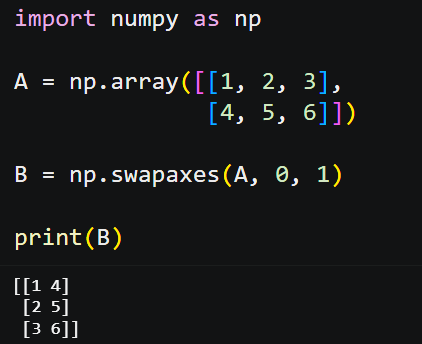 import numpy as np
A = np.array([[1, 2, 3],
[4, 5, 6]])
B = np.swapaxes(A, 0, 1)
print(B)
[[1 4]
[2 5]
[3 6]]